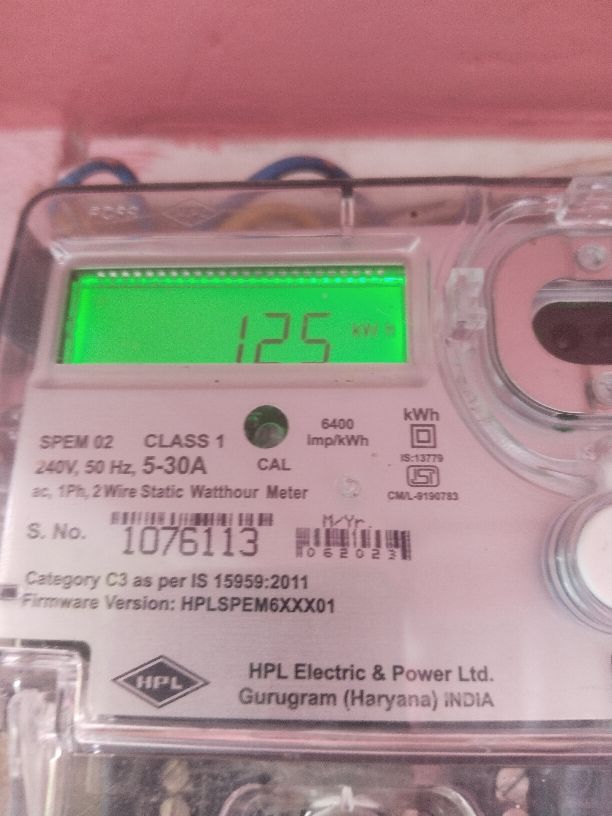 125 kWh
kWh
6400
Imp/kWh
IS:13779
ISI
CM/L-9190783
SPEM 02 CLASS 1
240V, 50 Hz, 5-30A
CAL
ac, 1Ph, 2 Wire Static Watthour Meter
S. No. 1076113
M/Yr.
062023
Category C3 as per IS 15959:2011
Firmware Version: HPLSPEM6XXX01
HPL
HPL Electric & Power Ltd.
Gurugram (Haryana) INDIA